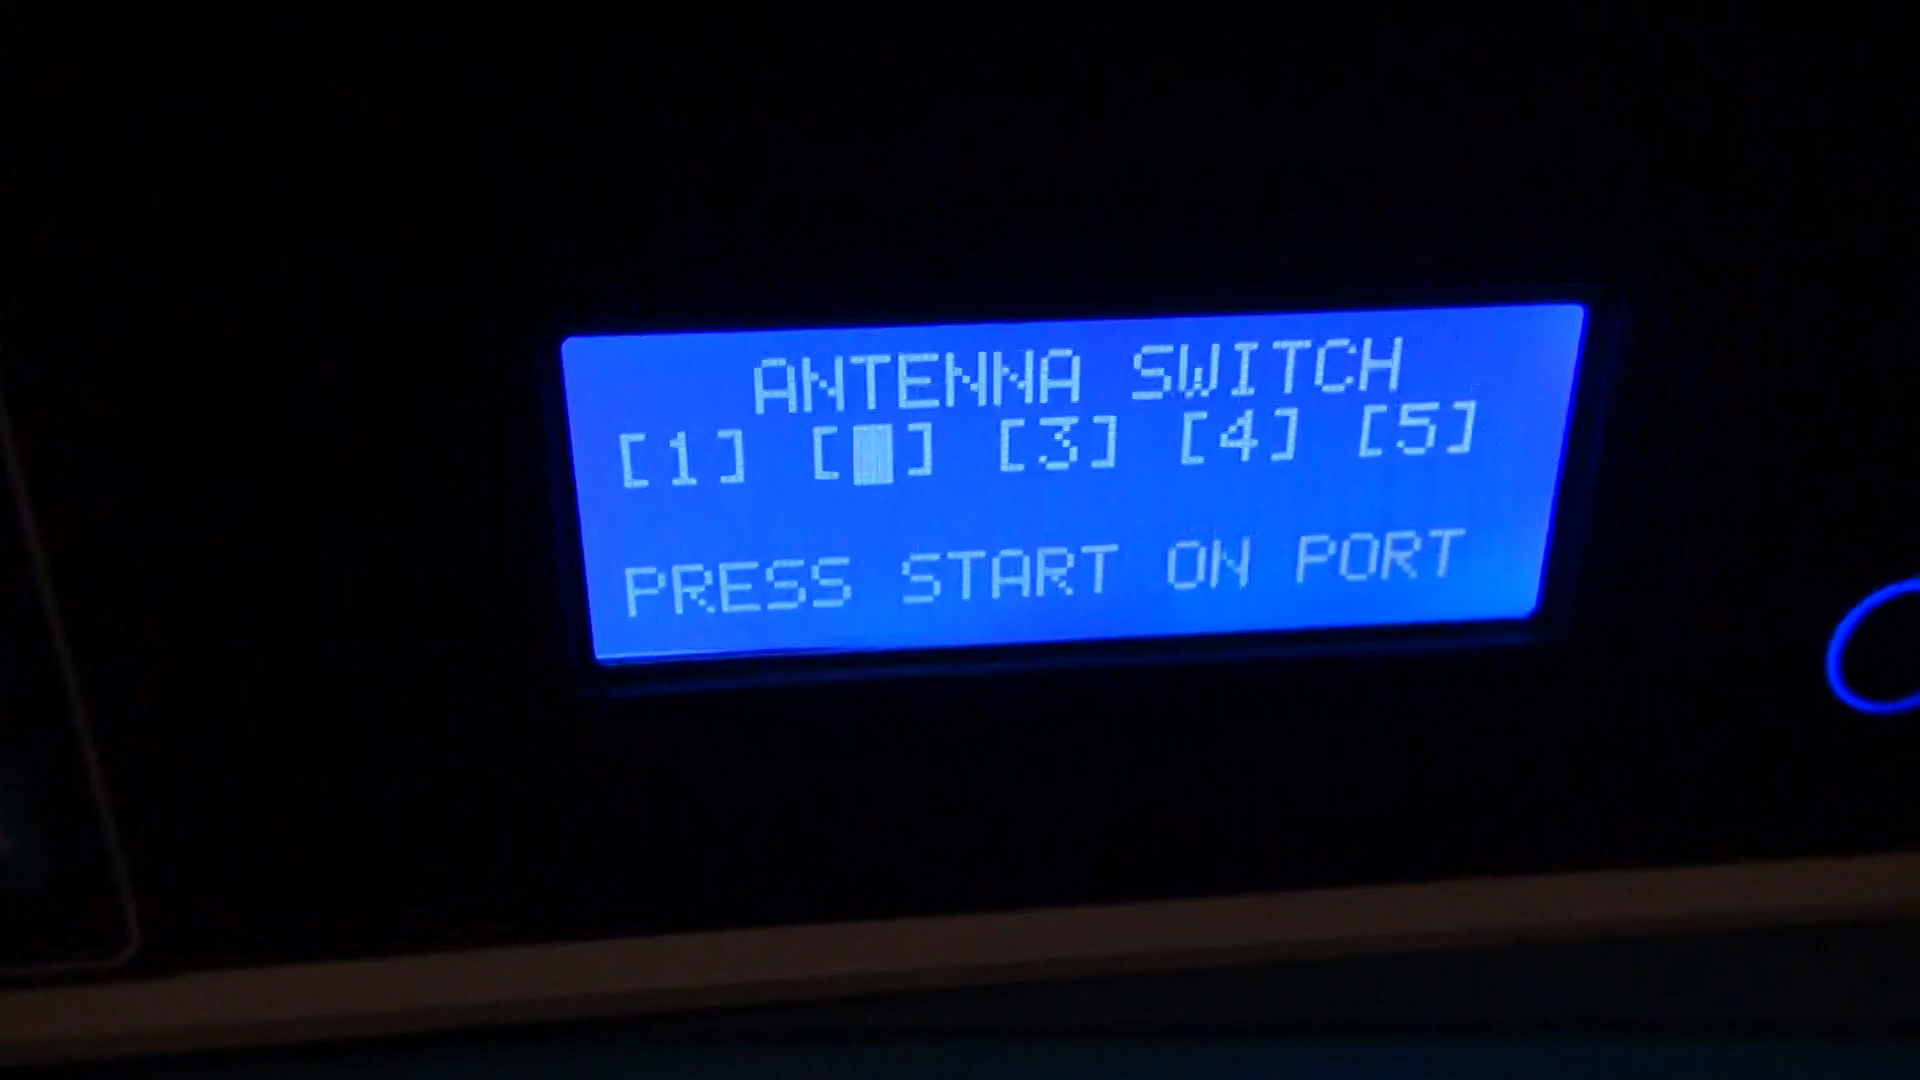 ANTENNA SWITCH
[1] [█] [3] [4] [5]
PRESS START ON PORT